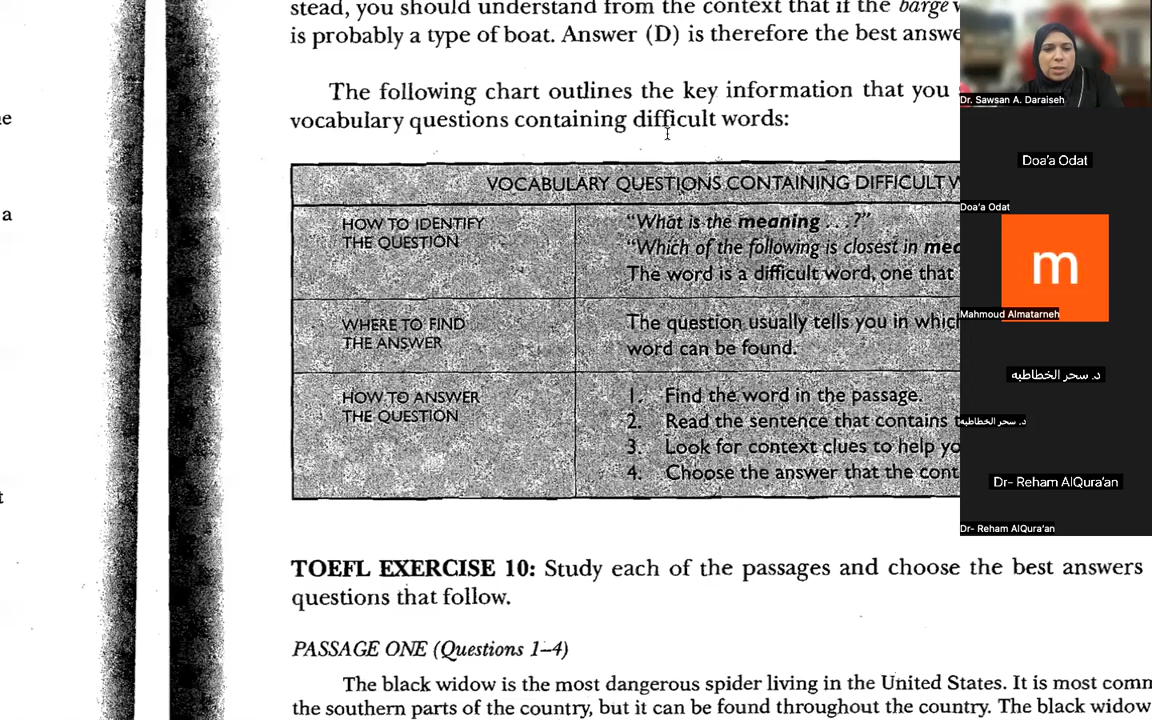 stead, you should understand from the context that if the barge
is probably a type of boat. Answer (D) is therefore the best answe
The following chart outlines the key information that you
vocabulary questions containing difficult words:
VOCABULARY QUESTIONS CONTAINING DIFFICULT
HOW TO IDENTIFY
THE QUESTION
"What is the meaning . . . ?"
"Which of the following is closest in mea
The word is a difficult word, one that
WHERE TO FIND
THE ANSWER
The question usually tells you in whic
word can be found.
HOW TO ANSWER
THE QUESTION
1. Find the word in the passage.
2. Read the sentence that contains
3. Look for context clues to help yo
4. Choose the answer that the cont
TOEFL EXERCISE 10: Study each of the passages and choose the best answers
questions that follow.
PASSAGE ONE (Questions 1–4)
The black widow is the most dangerous spider living in the United States. It is most comm
the southern parts of the country, but it can be found throughout the country. The black widow
a
Dr. Sawsan A. Daraiseh
Doa'a Odat
Doa'a Odat
m
Mahmoud Almatarneh
د. سحر الخطاطبه
د. سحر الخطاطبه
Dr- Reham AlQura'an
Dr- Reham AlQura'an